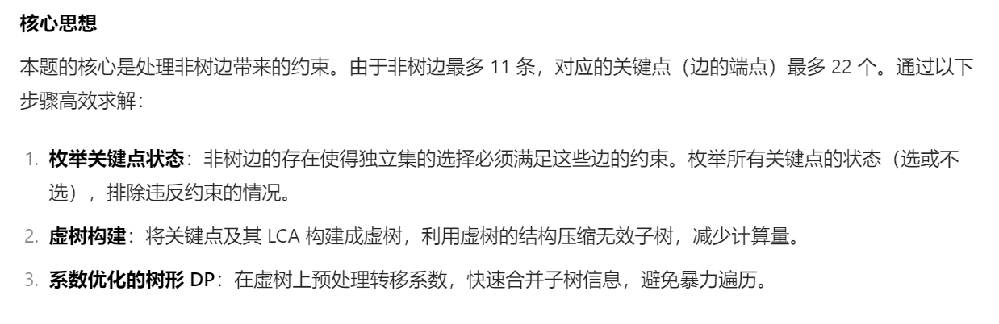 核心思想
本题的核心是处理非树边带来的约束。由于非树边最多 11 条，对应的关键点（边的端点）最多 22 个。通过以下
步骤高效求解：
1. 枚举关键点状态：非树边的存在使得独立集的选择必须满足这些边的约束。枚举所有关键点的状态（选或不
选），排除违反约束的情况。
2. 虚树构建：将关键点及其 LCA 构建成虚树，利用虚树的结构压缩无效子树，减少计算量。
3. 系数优化的树形 DP：在虚树上预处理转移系数，快速合并子树信息，避免暴力遍历。